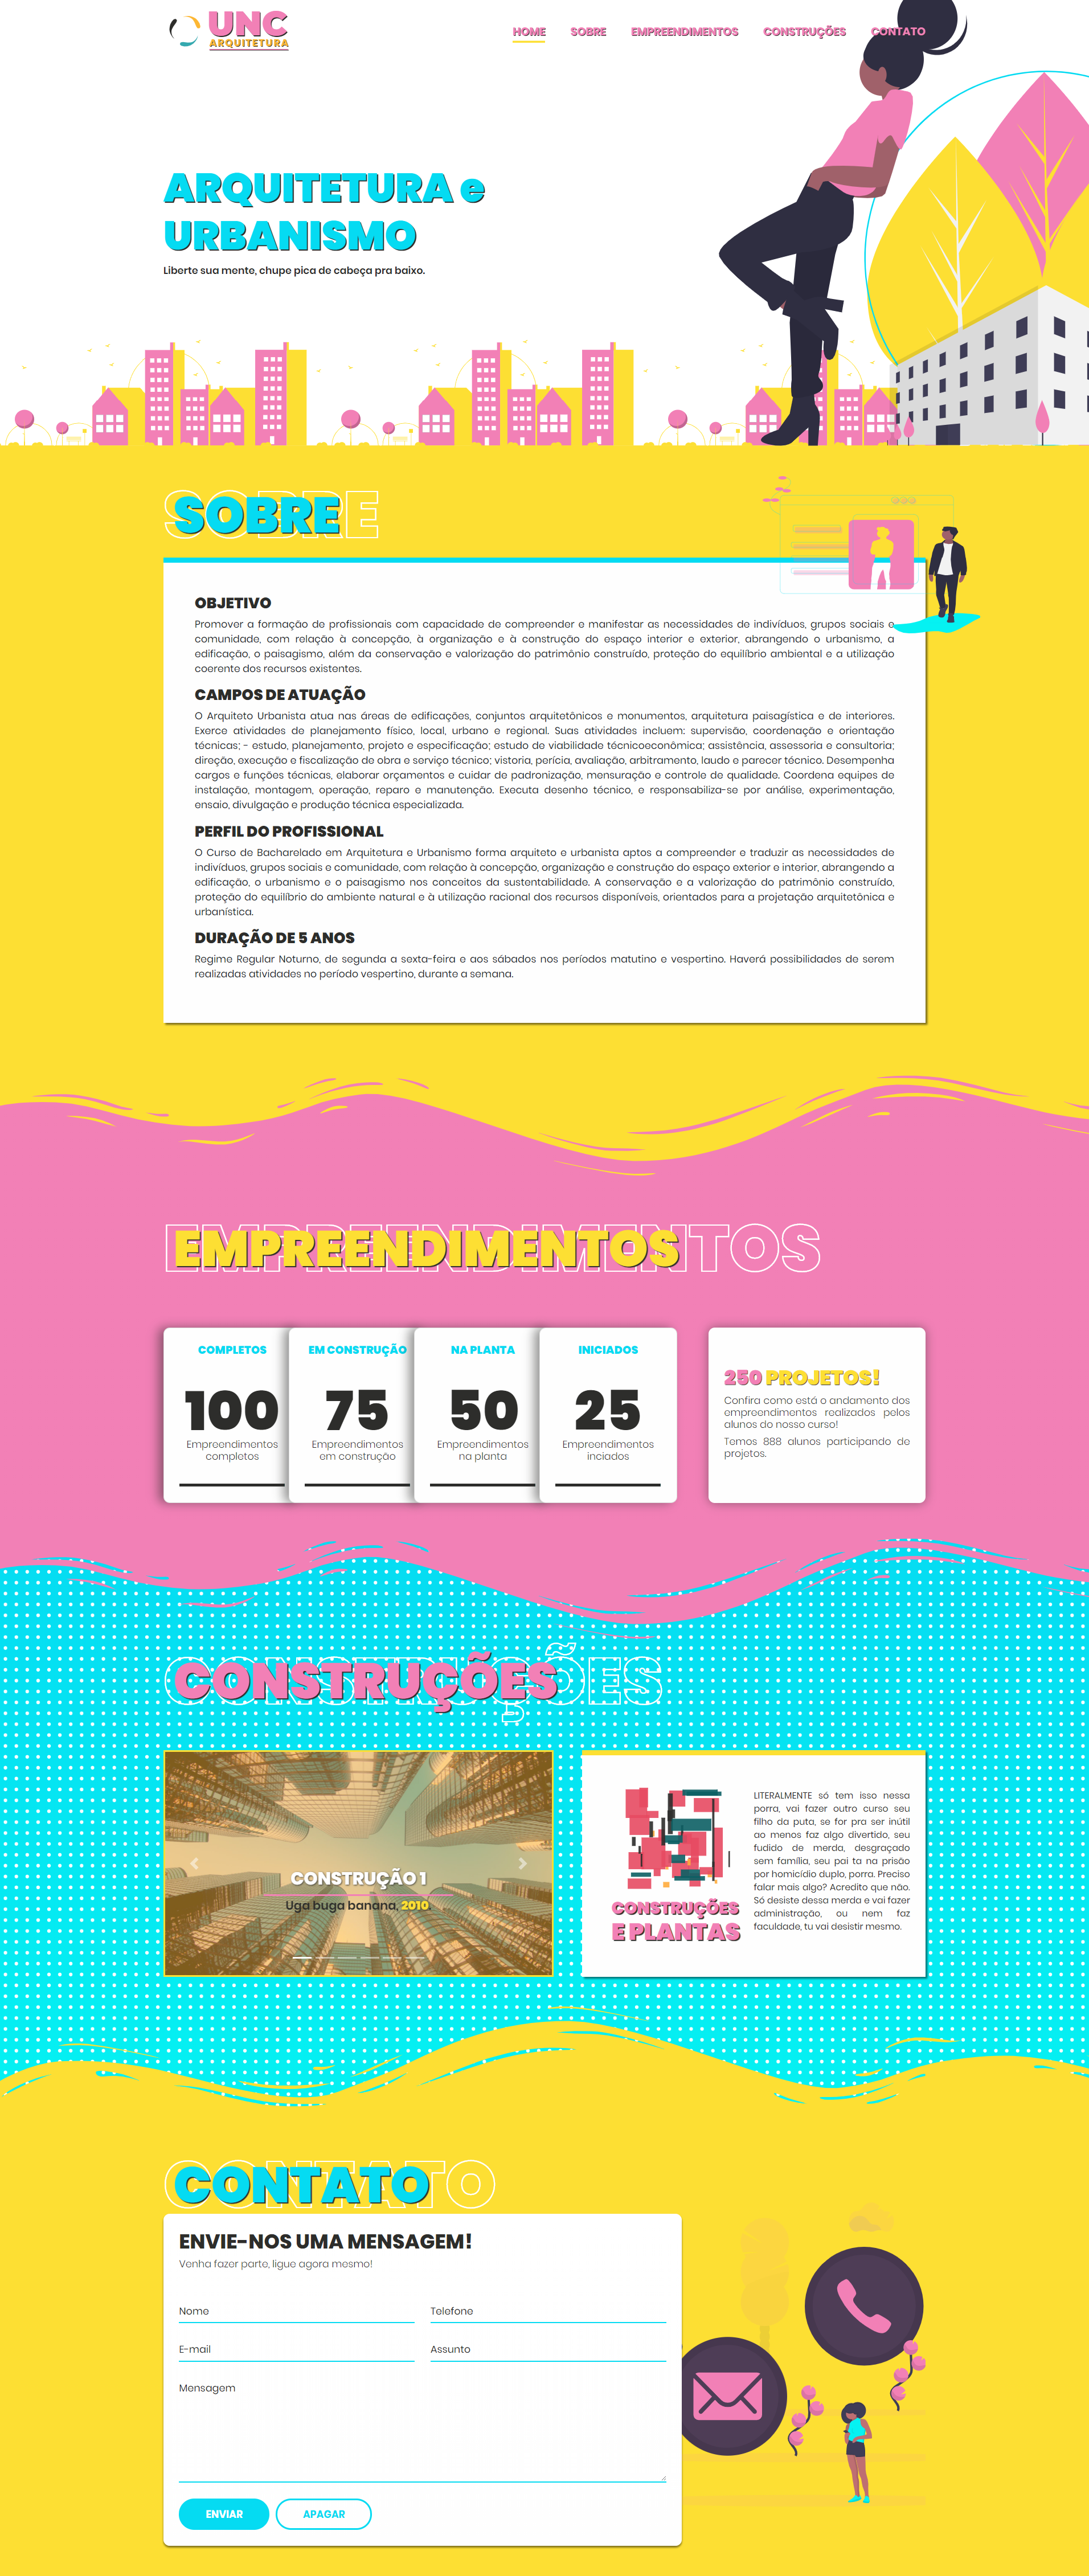 UNC
ARQUITETURA
HOME SOBRE EMPREENDIMENTOS CONSTRUÇÕES CONTATO
ARQUITETURA e
URBANISMO
Liberte sua mente, chupe pica de cabeça pra baixo.
SOBRE
SOBRE
OBJETIVO
Promover a formação de profissionais com capacidade de compreender e manifestar as necessidades de indivíduos, grupos sociais e
comunidade, com relação à concepção, à organização e à construção do espaço interior e exterior, abrangendo o urbanismo, a
edificação, o paisagismo, além da conservação e valorização do patrimônio construído, proteção do equilíbrio ambiental e a utilização
coerente dos recursos existentes.
CAMPOS DE ATUAÇÃO
O Arquiteto Urbanista atua nas áreas de edificações, conjuntos arquitetônicos e monumentos, arquitetura paisagística e de interiores.
Exerce atividades de planejamento físico, local, urbano e regional. Suas atividades incluem: supervisão, coordenação e orientação
técnicas; - estudo, planejamento, projeto e especificação; estudo de viabilidade técnicoeconômica; assistência, assessoria e consultoria;
direção, execução e fiscalização de obra e serviço técnico; vistoria, perícia, avaliação, arbitramento, laudo e parecer técnico. Desempenha
cargos e funções técnicas, elaborar orçamentos e cuidar de padronização, mensuração e controle de qualidade. Coordena equipes de
instalação, montagem, operação, reparo e manutenção. Executa desenho técnico, e responsabiliza-se por análise, experimentação,
ensaio, divulgação e produção técnica especializada.
PERFIL DO PROFISSIONAL
O Curso de Bacharelado em Arquitetura e Urbanismo forma arquiteto e urbanista aptos a compreender e traduzir as necessidades de
indivíduos, grupos sociais e comunidade, com relação à concepção, organização e construção do espaço exterior e interior, abrangendo a
edificação, o urbanismo e o paisagismo nos conceitos da sustentabilidade. A conservação e a valorização do patrimônio construído,
proteção do equilíbrio do ambiente natural e à utilização racional dos recursos disponíveis, orientados para a projetação arquitetônica e
urbanística.
DURAÇÃO DE 5 ANOS
Regime Regular Noturno, de segunda a sexta-feira e aos sábados nos períodos matutino e vespertino. Haverá possibilidades de serem
realizadas atividades no período vespertino, durante a semana.
EMPREENDIMENTOS
EMPREENDIMENTOS
COMPLETOS
100
Empreendimentos
completos
EM CONSTRUÇÃO
75
Empreendimentos
em construção
NA PLANTA
50
Empreendimentos
na planta
INICIADOS
25
Empreendimentos
inciados
250 PROJETOS!
Confira como está o andamento dos
empreendimentos realizados pelos
alunos do nosso curso!
Temos 888 alunos participando de
projetos.
CONSTRUÇÕES
CONSTRUÇÕES
CONSTRUÇÃO 1
Uga buga banana, 2010
CONSTRUÇÕES
E PLANTAS
LITERALMENTE só tem isso nessa
porra, vai fazer outro curso seu
filho da puta, se for pra ser inútil
ao menos faz algo divertido, seu
fudido de merda, desgraçado
sem família, seu pai ta na prisão
por homicídio duplo, porra. Preciso
falar mais algo? Acredito que não.
Só desiste dessa merda e vai fazer
administração, ou nem faz
faculdade, tu vai desistir mesmo.
CONTATO
CONTATO
ENVIE-NOS UMA MENSAGEM!
Venha fazer parte, ligue agora mesmo!
Nome
Telefone
E-mail
Assunto
Mensagem
ENVIAR
APAGAR